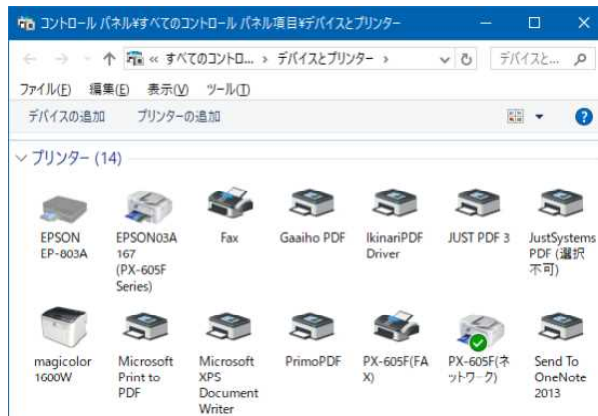 コントロール パネル¥すべてのコントロール パネル項目¥デバイスとプリンター
« すべてのコントロ... › デバイスとプリンター ›
デバイスと...
ファイル(F) 編集(E) 表示(V) ツール(T)
デバイスの追加 プリンターの追加
プリンター (14)
EPSON
EP-803A
EPSON03A
167
(PX-605F
Series)
Fax
Gaaiho PDF
IkinariPDF
Driver
JUST PDF 3
JustSystems
PDF (選択
不可)
magicolor
1600W
Microsoft
Print to
PDF
Microsoft
XPS
Document
Writer
PrimoPDF
PX-605F(FA
X)
PX-605F(ネ
ットワーク)
Send To
OneNote
2013